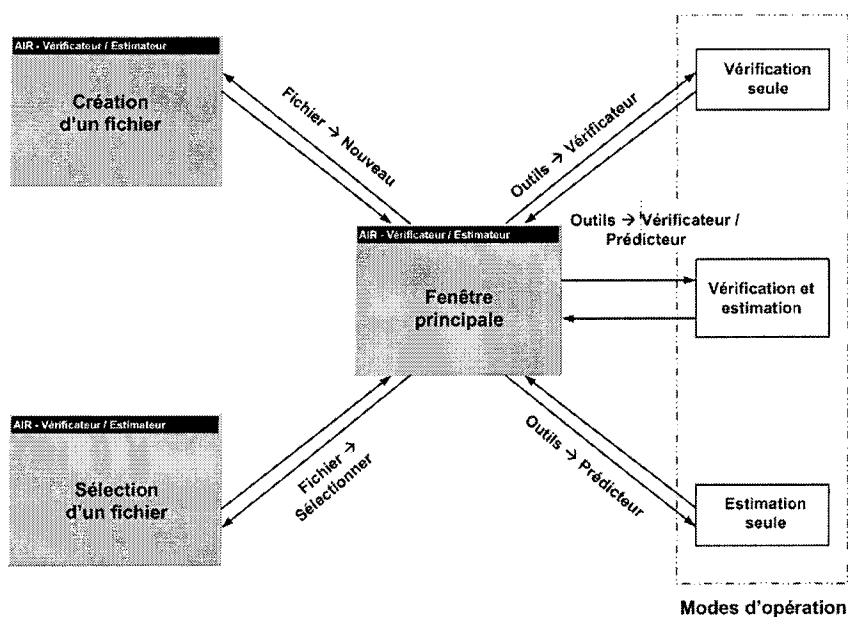 AIR - Vérificateur / Estimateur
Création
d'un fichier
Fichier → Nouveau
Outils → Vérificateur
Vérification
seule
Outils → Vérificateur /
Prédicteur
AIR - Vérificateur / Estimateur
Fenêtre
principale
Vérification et
estimation
AIR - Vérificateur / Estimateur
Sélection
d'un fichier
Fichier →
Sélectionner
Outils → Prédicteur
Estimation
seule
Modes d'opération